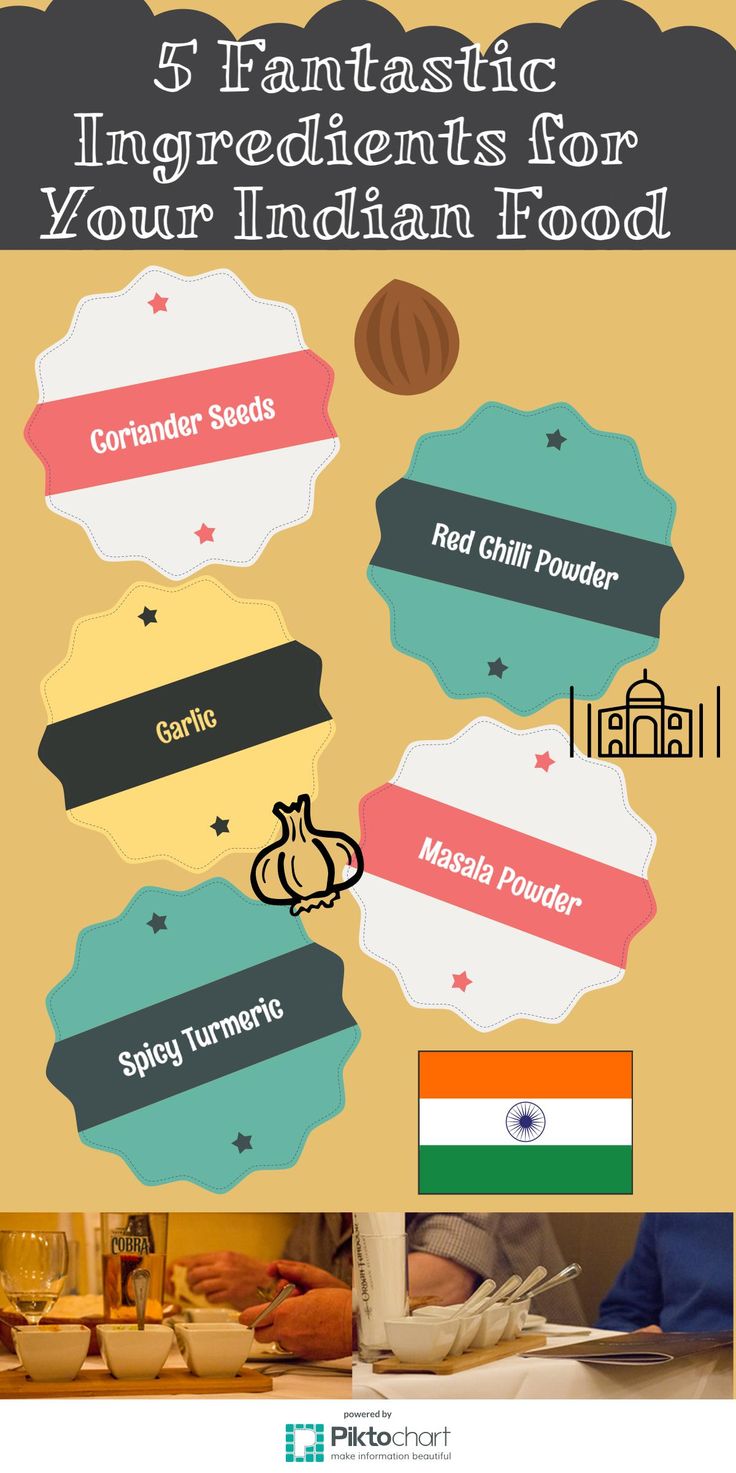 5 Fantastic
Ingredients for
Your Indian Food
Coriander Seeds
Red Chilli Powder
Garlic
Masala Powder
Spicy Turmeric
COBRA
powered by
Piktochart
make information beautiful